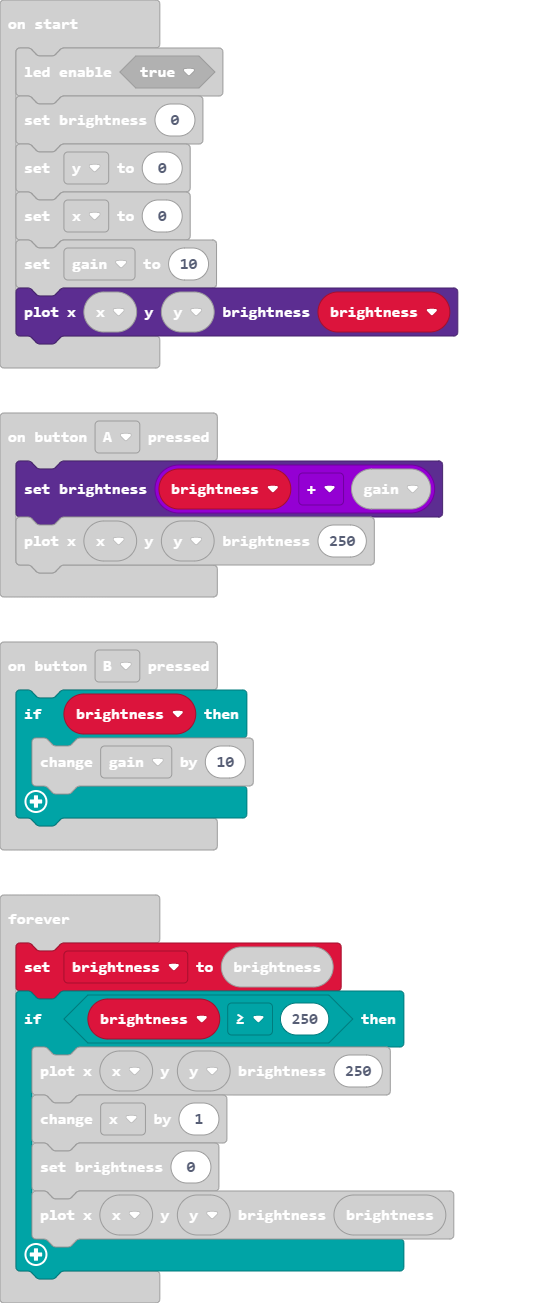 on start
led enable true
set brightness 0
set y to 0
set x to 0
set gain to 10
plot x x y y brightness brightness
on button A pressed
set brightness brightness + gain
plot x x y y brightness 250
on button B pressed
if brightness then
change gain by 10
forever
set brightness to brightness
if brightness ≥ 250 then
plot x x y y brightness 250
change x by 1
set brightness 0
plot x x y y brightness brightness